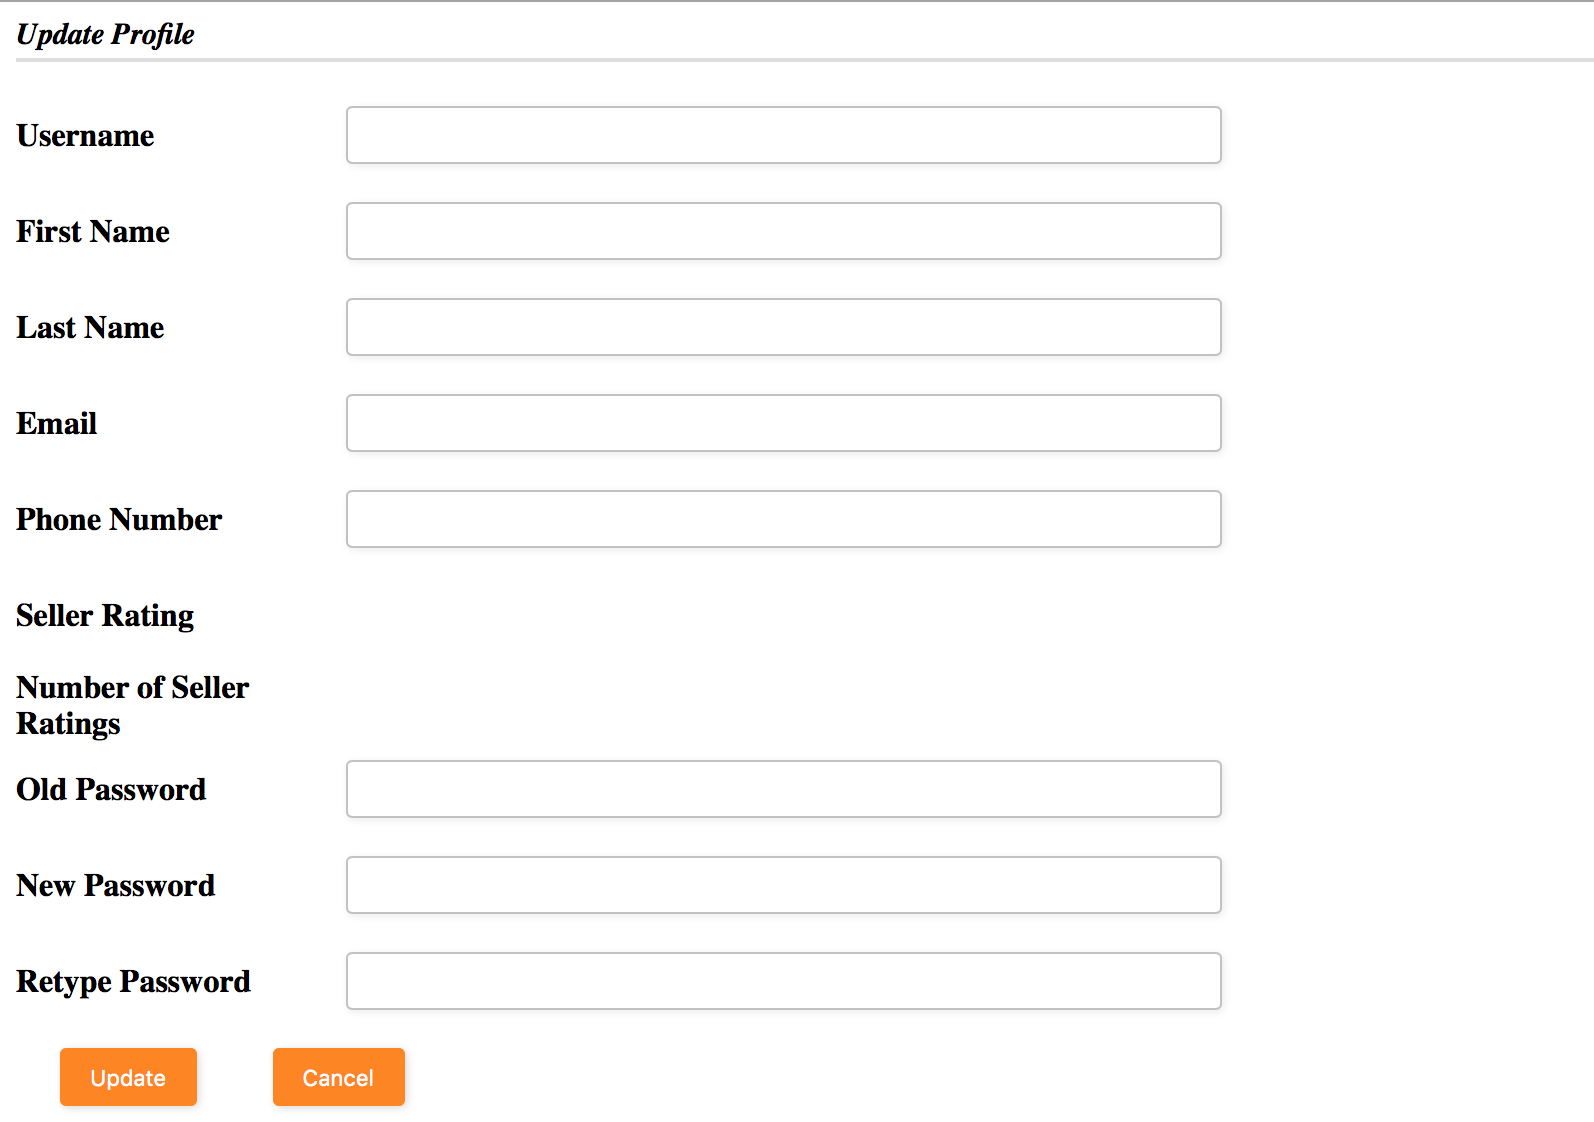 Update Profile
Username
First Name
Last Name
Email
Phone Number
Seller Rating
Number of Seller
Ratings
Old Password
New Password
Retype Password
Update
Cancel